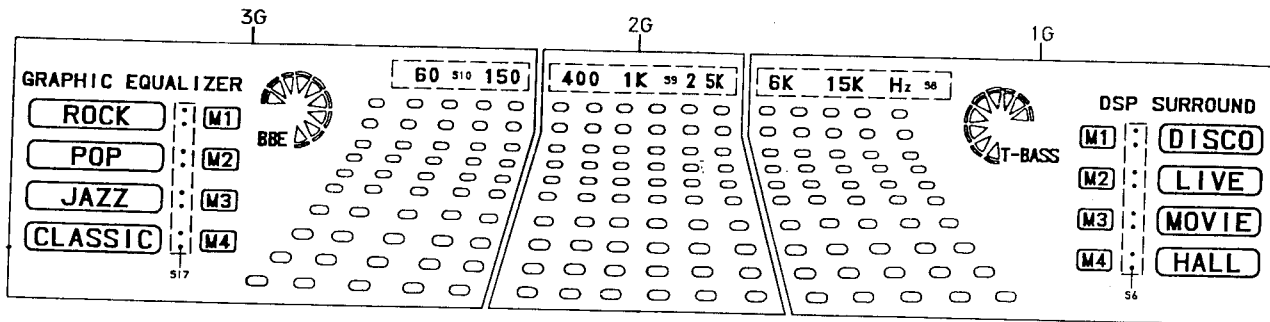 3G 2G 1G
60 S10 150 400 1K S9 2 5K 6K 15K Hz S8
GRAPHIC EQUALIZER DSP SURROUND
ROCK M1 BBE T-BASS M1 DISCO
POP M2 M2 LIVE
JAZZ M3 M3 MOVIE
CLASSIC M4 M4 HALL
S17 S6